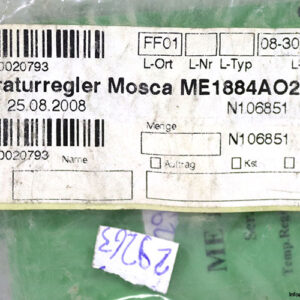 FF01 08-30
0020793 L-Ort L-Nr L-Typ L-
raturregler Mosca ME1884AO2
25.08.2008 N106851
Menge N106851
0020793
Name Auftrag Kst
29263
ME
Temp.Reg